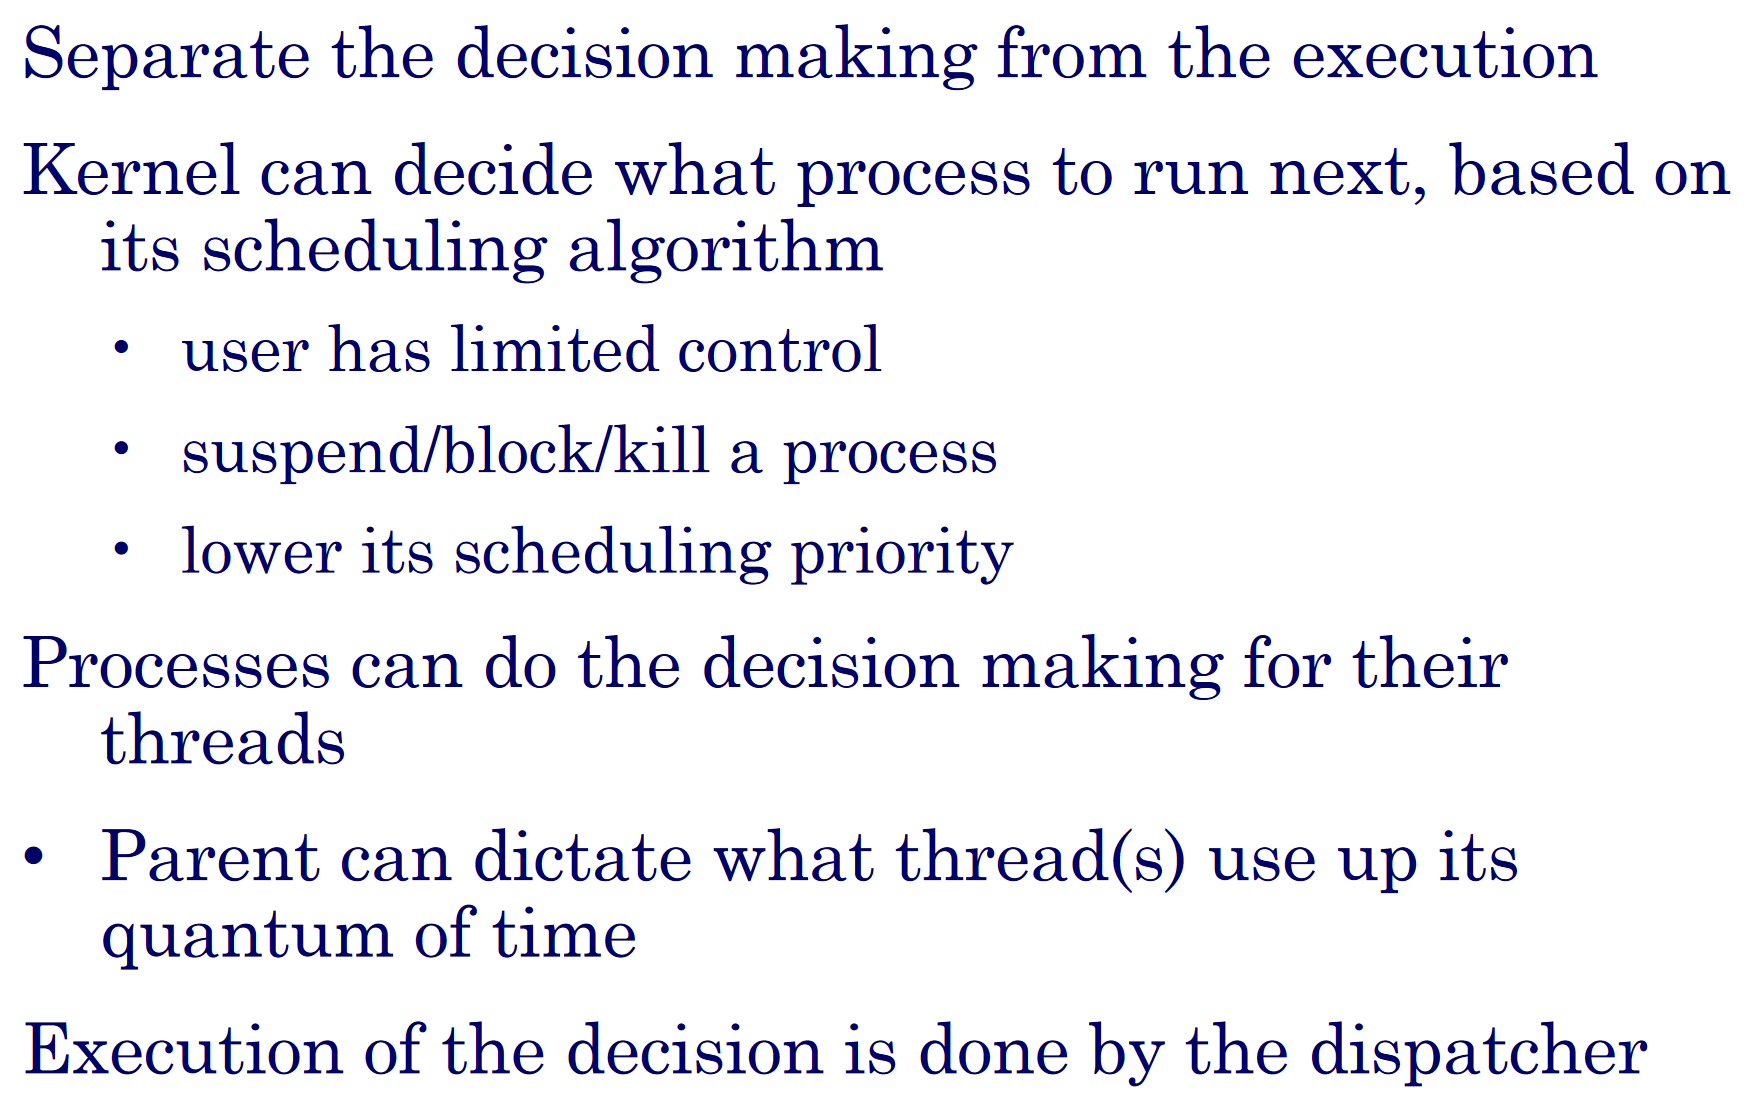 Separate the decision making from the execution
Kernel can decide what process to run next, based on
its scheduling algorithm
• user has limited control
• suspend/block/kill a process
• lower its scheduling priority
Processes can do the decision making for their
threads
• Parent can dictate what thread(s) use up its
quantum of time
Execution of the decision is done by the dispatcher